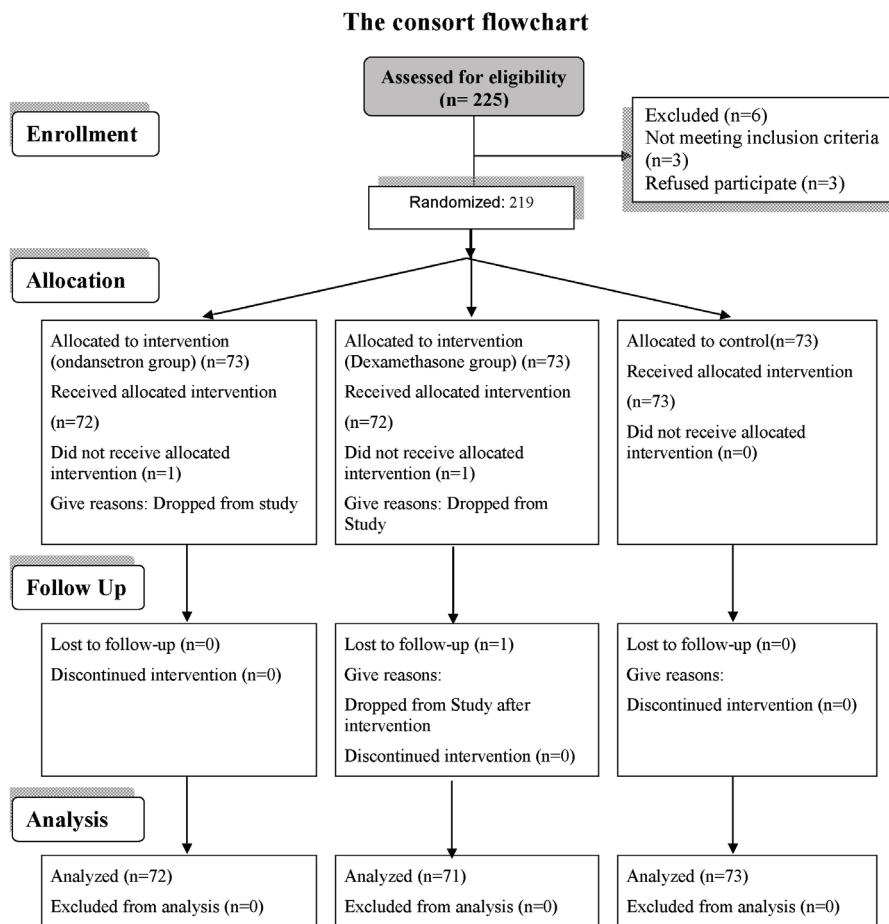 The consort flowchart
Assessed for eligibility
(n= 225)
Enrollment
Excluded (n=6)
Not meeting inclusion criteria
(n=3)
Refused participate (n=3)
Randomized: 219
Allocation
Allocated to intervention
(ondansetron group) (n=73)
Received allocated intervention
(n=72)
Did not receive allocated
intervention (n=1)
Give reasons: Dropped from study
Allocated to intervention
(Dexamethasone group) (n=73)
Received allocated intervention
(n=72)
Did not receive allocated
intervention (n=1)
Give reasons: Dropped from
Study
Allocated to control(n=73)
Received allocated intervention
(n=73)
Did not receive allocated
intervention (n=0)
Follow Up
Lost to follow-up (n=0)
Discontinued intervention (n=0)
Lost to follow-up (n=1)
Give reasons:
Dropped from Study after
intervention
Discontinued intervention (n=0)
Lost to follow-up (n=0)
Give reasons:
Discontinued intervention (n=0)
Analysis
Analyzed (n=72)
Excluded from analysis (n=0)
Analyzed (n=71)
Excluded from analysis (n=0)
Analyzed (n=73)
Excluded from analysis (n=0)